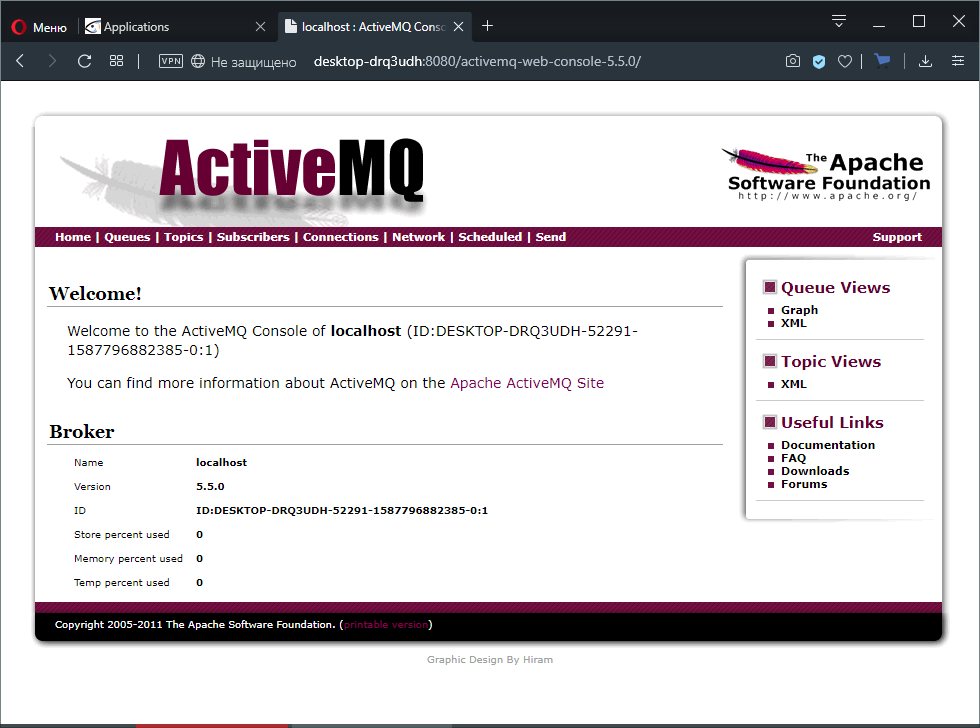 Меню
Applications
localhost : ActiveMQ Conso
VPN
Не защищено
desktop-drq3udh:8080/activemq-web-console-5.5.0/
ActiveMQ
The Apache
Software Foundation
http://www.apache.org/
Home | Queues | Topics | Subscribers | Connections | Network | Scheduled | Send
Support
Welcome!
Welcome to the ActiveMQ Console of localhost (ID:DESKTOP-DRQ3UDH-52291-
1587796882385-0:1)
You can find more information about ActiveMQ on the Apache ActiveMQ Site
Broker
Name localhost
Version 5.5.0
ID ID:DESKTOP-DRQ3UDH-52291-1587796882385-0:1
Store percent used 0
Memory percent used 0
Temp percent used 0
Queue Views
Graph
XML
Topic Views
XML
Useful Links
Documentation
FAQ
Downloads
Forums
Copyright 2005-2011 The Apache Software Foundation. (printable version)
Graphic Design By Hiram